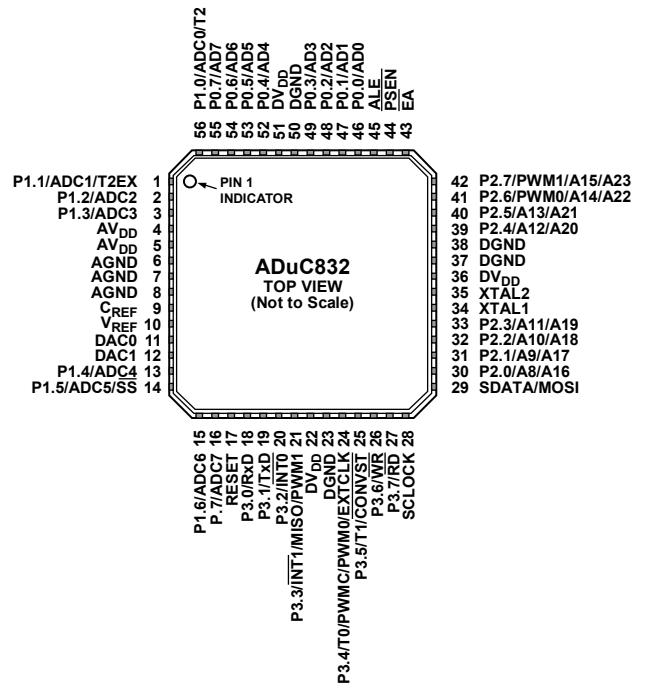 56 P1.0/ADC0/T2
55 P0.7/AD7
54 P0.6/AD6
53 P0.5/AD5
52 P0.4/AD4
51 DVDD
50 DGND
49 P0.3/AD3
48 P0.2/AD2
47 P0.1/AD1
46 P0.0/AD0
45 ALE
44 PSEN
43 EA
P1.1/ADC1/T2EX 1
P1.2/ADC2 2
P1.3/ADC3 3
AVDD 4
AVDD 5
AGND 6
AGND 7
AGND 8
CREF 9
VREF 10
DAC0 11
DAC1 12
P1.4/ADC4 13
P1.5/ADC5/SS 14
PIN 1
INDICATOR
ADuC832
TOP VIEW
(Not to Scale)
42 P2.7/PWM1/A15/A23
41 P2.6/PWM0/A14/A22
40 P2.5/A13/A21
39 P2.4/A12/A20
38 DGND
37 DGND
36 DVDD
35 XTAL2
34 XTAL1
33 P2.3/A11/A19
32 P2.2/A10/A18
31 P2.1/A9/A17
30 P2.0/A8/A16
29 SDATA/MOSI
P1.6/ADC6 15
P.7/ADC7 16
RESET 17
P3.0/RxD 18
P3.1/TxD 19
P3.2/INT0 20
P3.3/INT1/MISO/PWM1 21
DVDD 22
DGND 23
P3.4/T0/PWMC/PWM0/EXTCLK 24
P3.5/T1/CONVST 25
P3.6/WR 26
P3.7/RD 27
SCLOCK 28